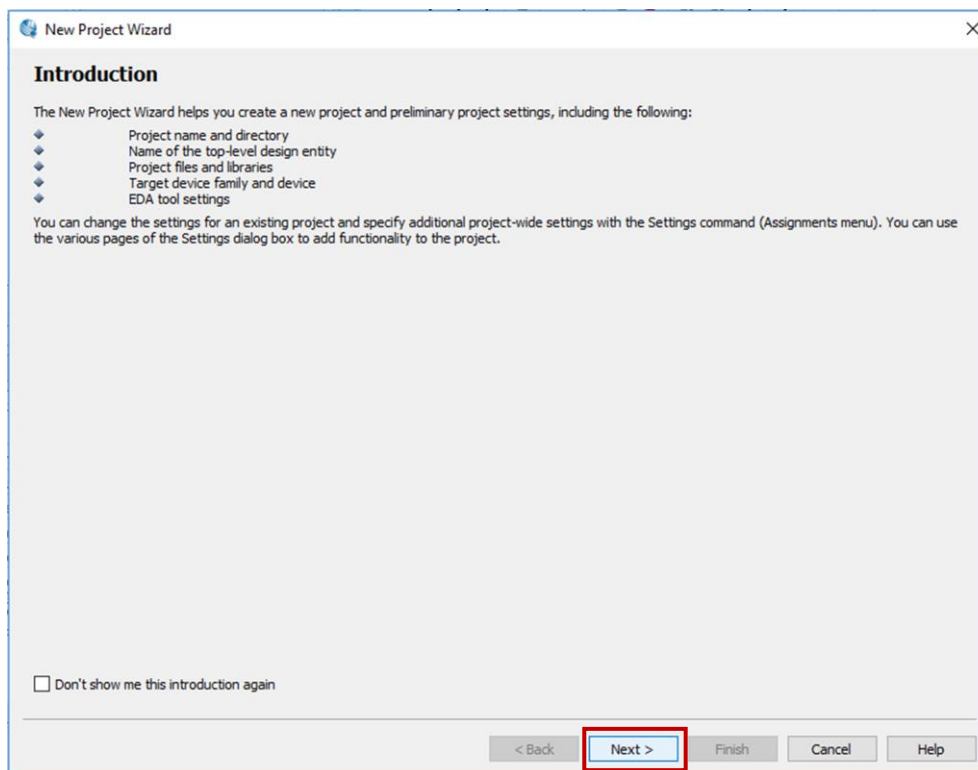 New Project Wizard
Introduction
The New Project Wizard helps you create a new project and preliminary project settings, including the following:
Project name and directory
Name of the top-level design entity
Project files and libraries
Target device family and device
EDA tool settings
You can change the settings for an existing project and specify additional project-wide settings with the Settings command (Assignments menu). You can use
the various pages of the Settings dialog box to add functionality to the project.
Don't show me this introduction again
< Back Next > Finish Cancel Help